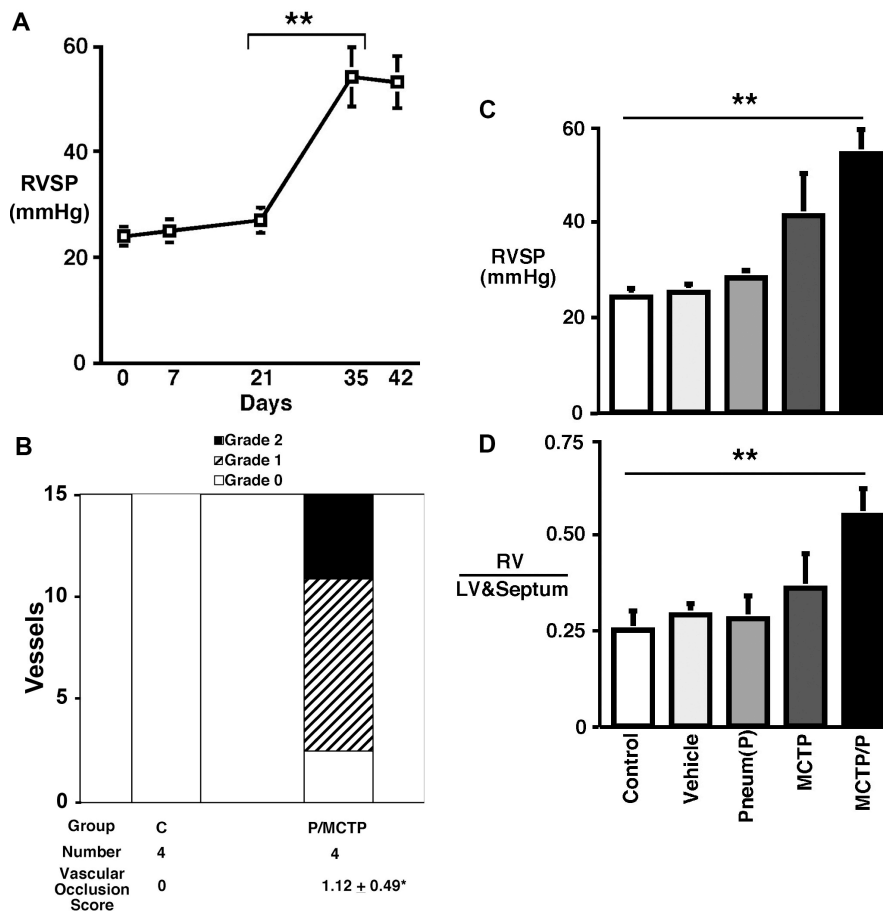 A
**
60
40
RVSP
(mmHg)
20
0
0 7 21 35 42
Days
B
Grade 2
Grade 1
Grade 0
15
10
Vessels
5
0
Group C P/MCTP
Number 4 4
Vascular
Occlusion 0 1.12 ± 0.49*
Score
C
**
60
40
RVSP
(mmHg)
20
0
D
0.75
**
0.50
RV
LV&Septum
0.25
0
Control
Vehicle
Pneum(P)
MCTP
MCTP/P